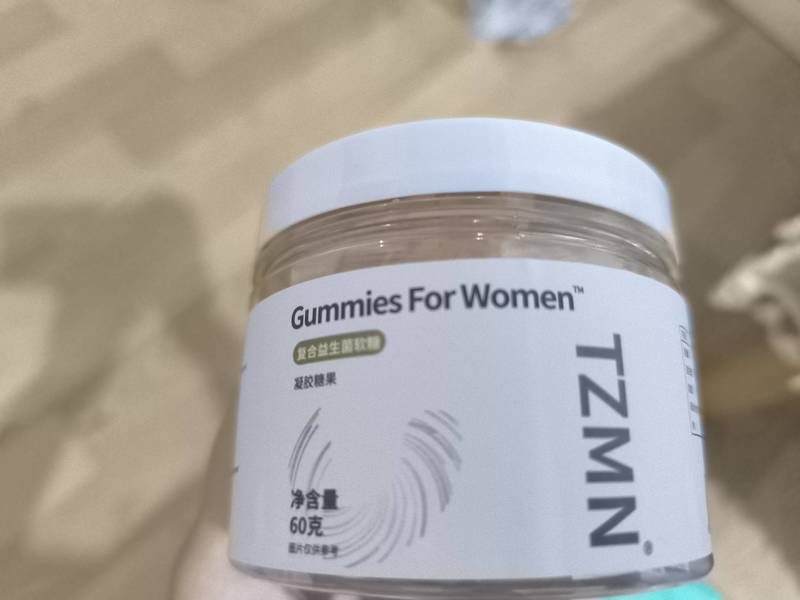 Gummies For Women™
复合益生菌软糖
凝胶糖果
净含量
60克
图片仅供参考
TZMN®